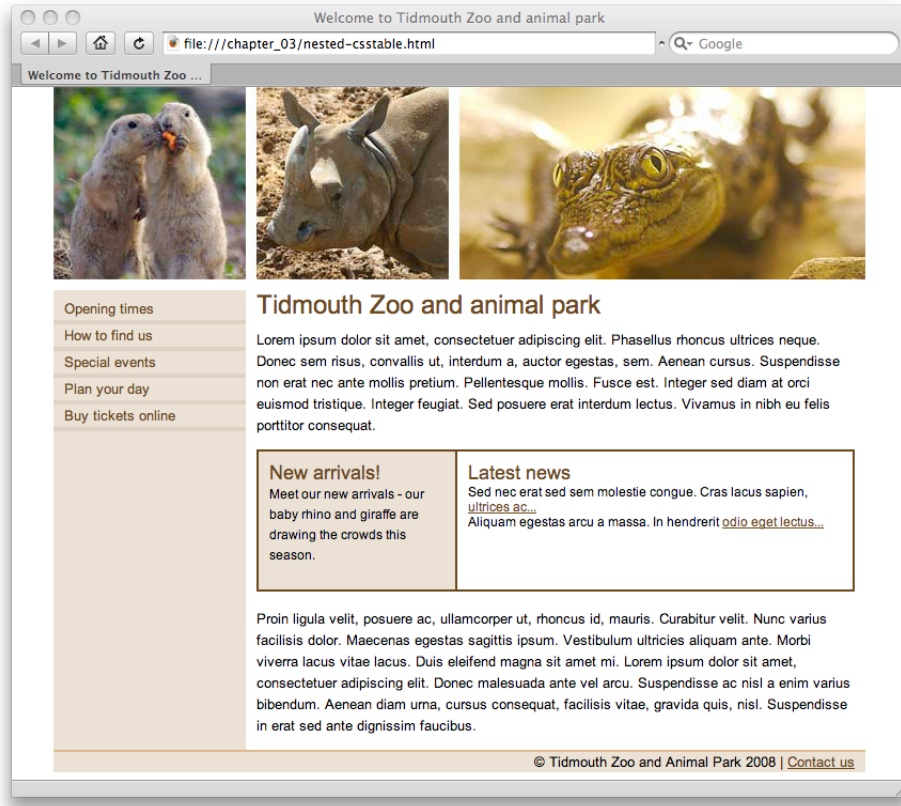 Welcome to Tidmouth Zoo and animal park
file:///chapter_03/nested-csstable.html
Google
Welcome to Tidmouth Zoo ...
Opening times
How to find us
Special events
Plan your day
Buy tickets online
Tidmouth Zoo and animal park
Lorem ipsum dolor sit amet, consectetuer adipiscing elit. Phasellus rhoncus ultrices neque.
Donec sem risus, convallis ut, interdum a, auctor egestas, sem. Aenean cursus. Suspendisse
non erat nec ante mollis pretium. Pellentesque mollis. Fusce est. Integer sed diam at orci
euismod tristique. Integer feugiat. Sed posuere erat interdum lectus. Vivamus in nibh eu felis
porttitor consequat.
New arrivals!
Meet our new arrivals - our
baby rhino and giraffe are
drawing the crowds this
season.
Latest news
Sed nec erat sed sem molestie congue. Cras lacus sapien,
ultrices ac...
Aliquam egestas arcu a massa. In hendrerit odio eget lectus...
Proin ligula velit, posuere ac, ullamcorper ut, rhoncus id, mauris. Curabitur velit. Nunc varius
facilisis dolor. Maecenas egestas sagittis ipsum. Vestibulum ultricies aliquam ante. Morbi
viverra lacus vitae lacus. Duis eleifend magna sit amet mi. Lorem ipsum dolor sit amet,
consectetuer adipiscing elit. Donec malesuada ante vel arcu. Suspendisse ac nisl a enim varius
bibendum. Aenean diam urna, cursus consequat, facilisis vitae, gravida quis, nisl. Suspendisse
in erat sed ante dignissim faucibus.
© Tidmouth Zoo and Animal Park 2008 | Contact us